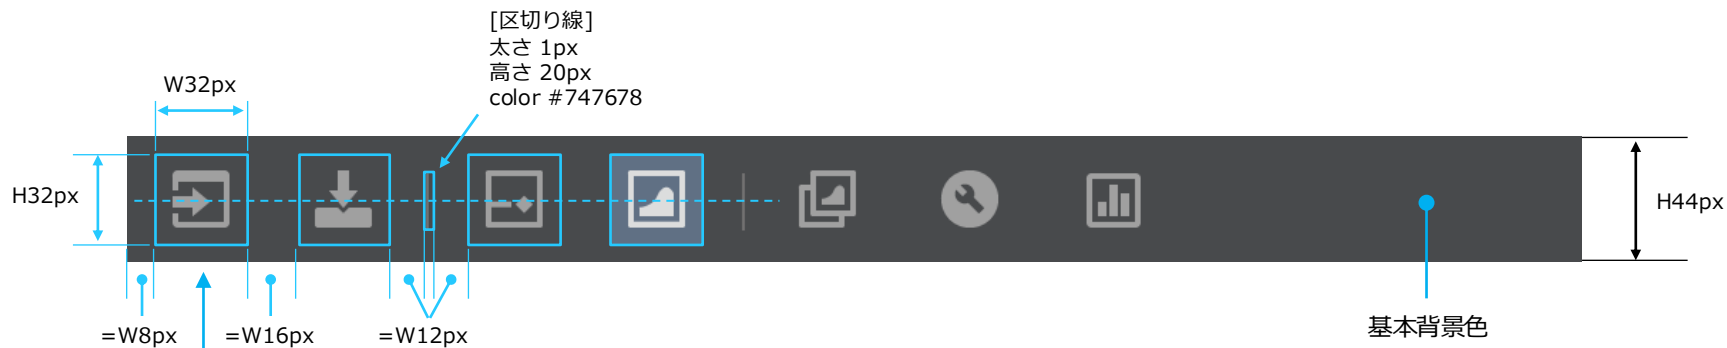 [区切り線]
太さ 1px
高さ 20px
color #747678
W32px
H32px
H44px
=W8px
=W16px
=W12px
基本背景色